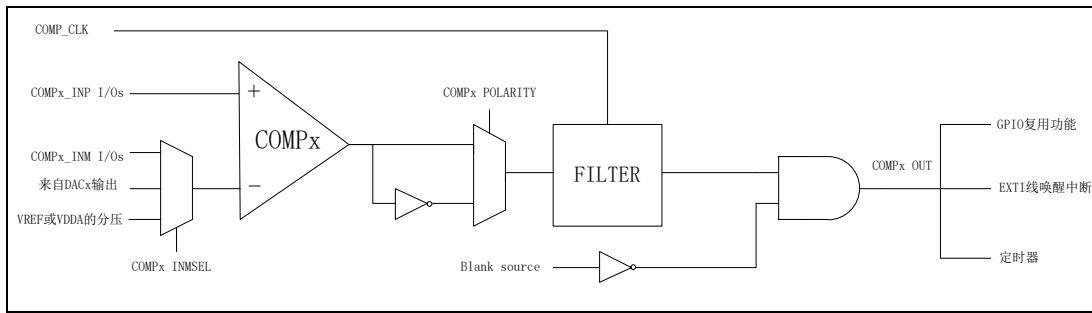 COMP_CLK
COMPx_INP I/Os
COMPx_INM I/Os
来自DACx输出
VREF或VDDA的分压
COMPx INMSEL
+
COMPx
−
COMPx POLARITY
FILTER
Blank source
COMPx OUT
GPIO复用功能
EXTI线唤醒中断
定时器